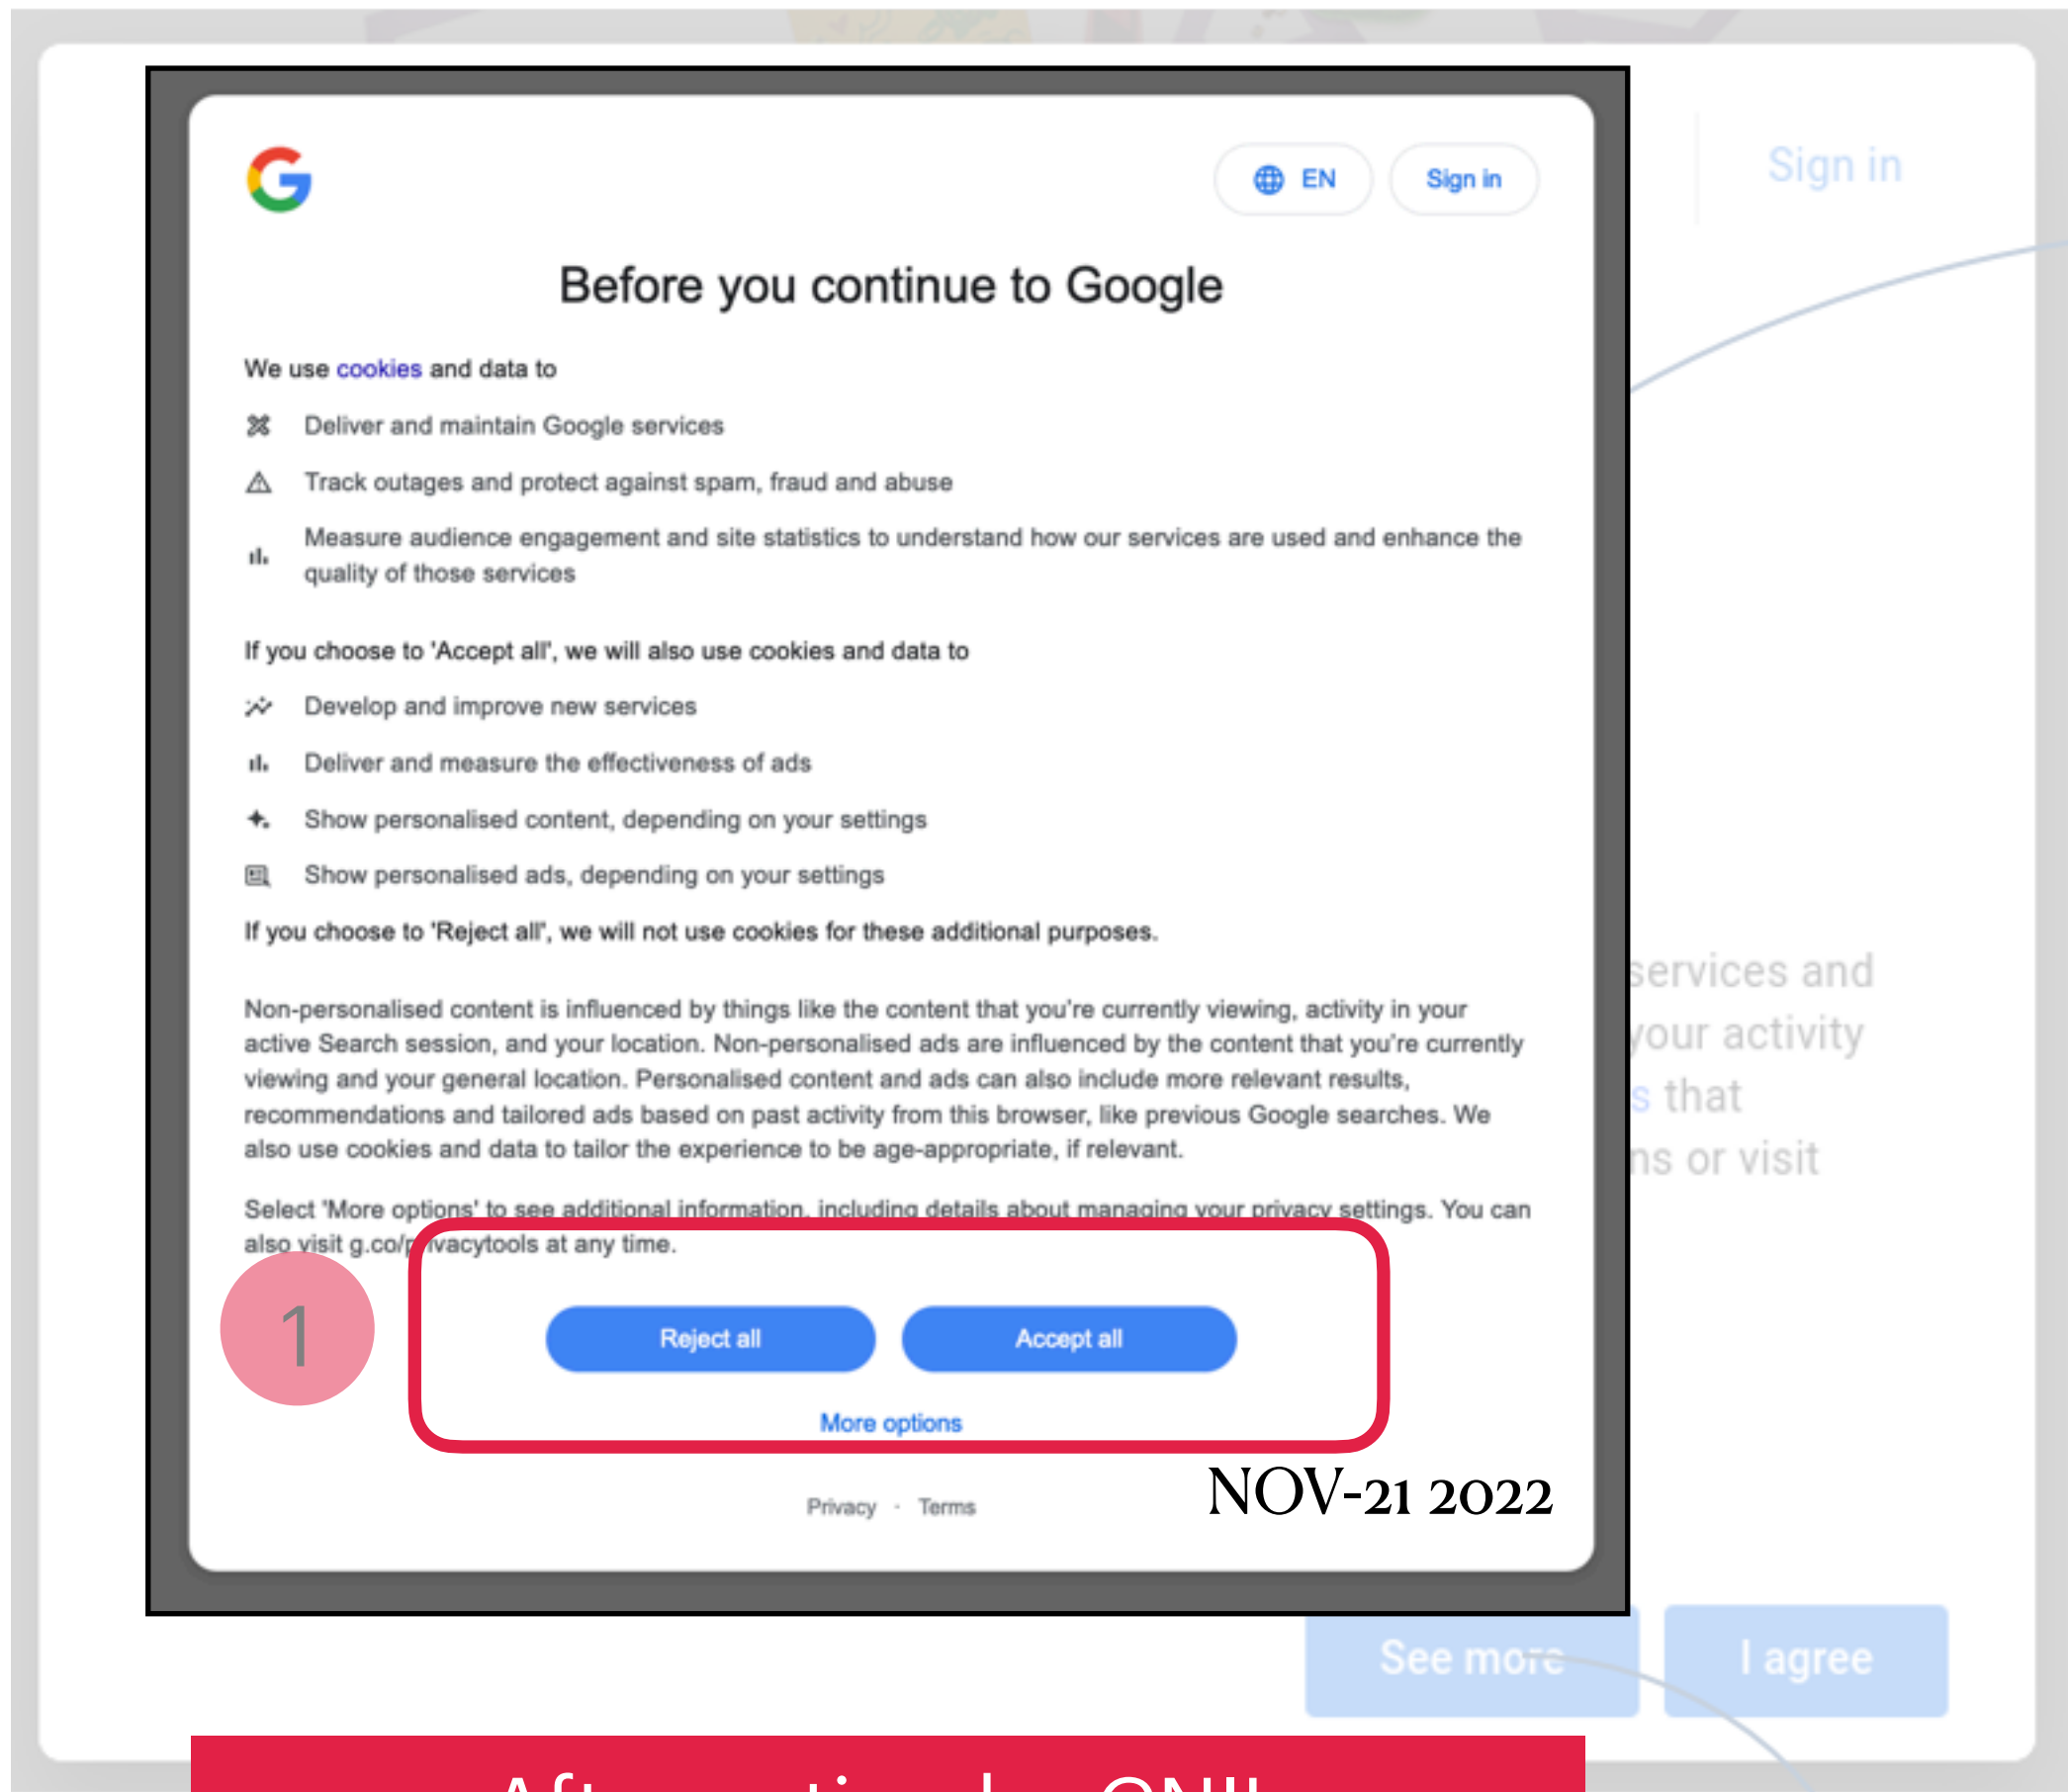 EN
Sign in
Sign in
Before you continue to Google
We use cookies and data to
Deliver and maintain Google services
Track outages and protect against spam, fraud and abuse
Measure audience engagement and site statistics to understand how our services are used and enhance the
quality of those services
If you choose to 'Accept all', we will also use cookies and data to
Develop and improve new services
Deliver and measure the effectiveness of ads
Show personalised content, depending on your settings
Show personalised ads, depending on your settings
If you choose to 'Reject all', we will not use cookies for these additional purposes.
Non-personalised content is influenced by things like the content that you're currently viewing, activity in your
active Search session, and your location. Non-personalised ads are influenced by the content that you're currently
viewing and your general location. Personalised content and ads can also include more relevant results,
recommendations and tailored ads based on past activity from this browser, like previous Google searches. We
also use cookies and data to tailor the experience to be age-appropriate, if relevant.
Select 'More options' to see additional information, including details about managing your privacy settings. You can
also visit g.co/privacytools at any time.
services and
your activity
that
or visit
1
Reject all
Accept all
More options
NOV-21 2022
Privacy · Terms
See more
I agree